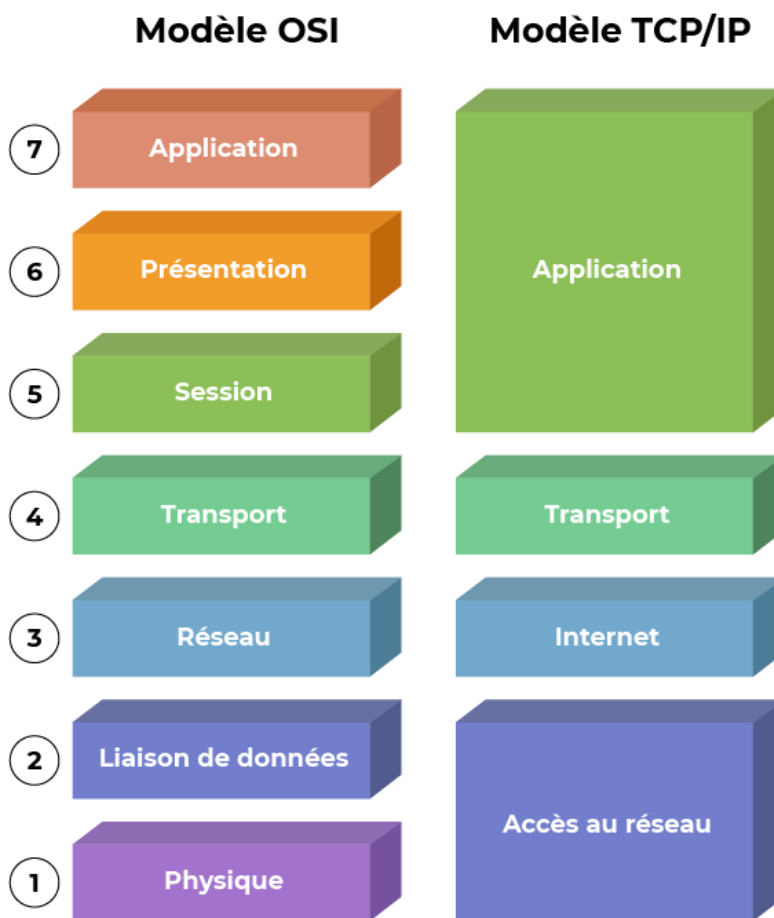 Modèle OSI
Modèle TCP/IP
7
Application
6
Présentation
Application
5
Session
4
Transport
Transport
3
Réseau
Internet
2
Liaison de données
Accès au réseau
1
Physique